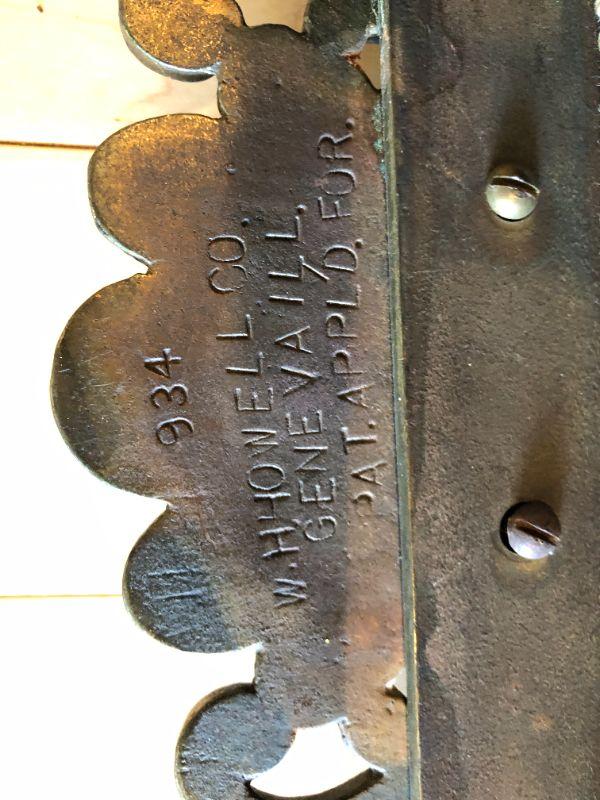 934
W.H HOWELL CO.
GENEVA ILL.
PAT. APPL'D. FOR.